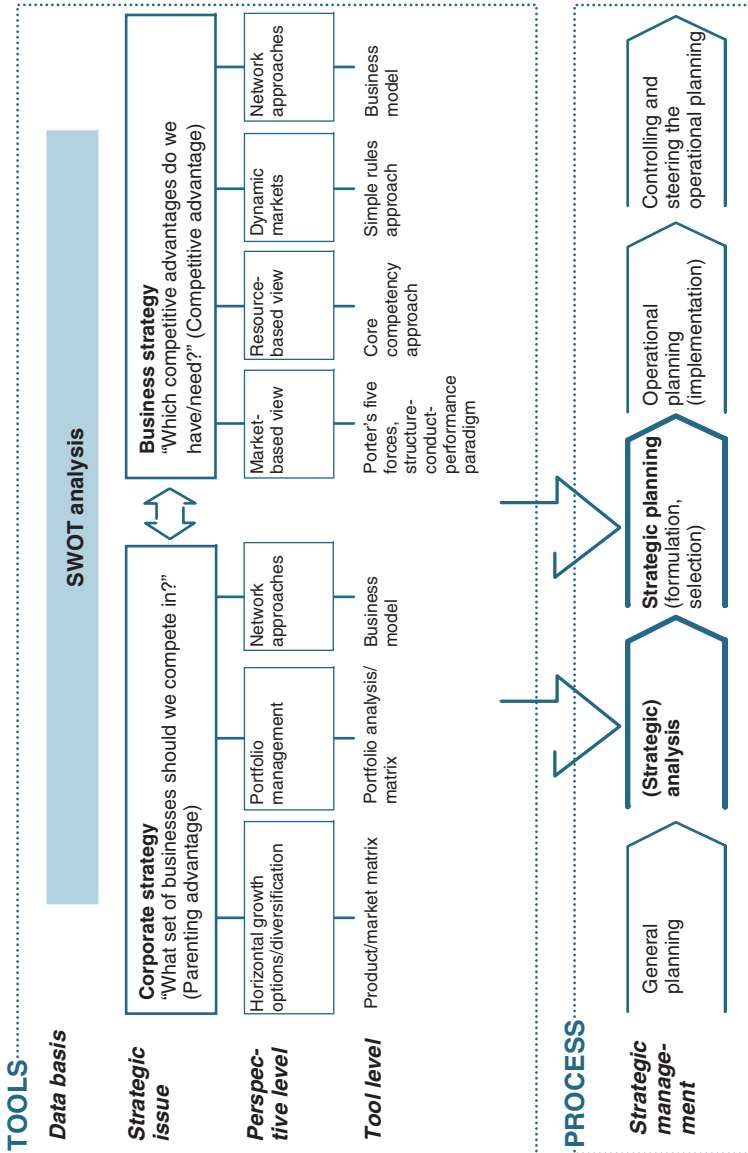 TOOLS
Data basis
SWOT analysis
Strategic
issue
Corporate strategy
“What set of businesses should we compete in?”
(Parenting advantage)
Business strategy
“Which competitive advantages do we
have/need?” (Competitive advantage)
Perspec-
tive level
Horizontal growth
options/diversification
Portfolio
management
Network
approaches
Market-
based view
Resource-
based view
Dynamic
markets
Network
approaches
Tool level
Product/market matrix
Portfolio analysis/
matrix
Business
model
Porter’s five
forces,
structure-
conduct-
performance
paradigm
Core
competency
approach
Simple rules
approach
Business
model
PROCESS
Strategic
manage-
ment
General
planning
(Strategic)
analysis
Strategic planning
(formulation,
selection)
Operational
planning
(implementation)
Controlling and
steering the
operational planning